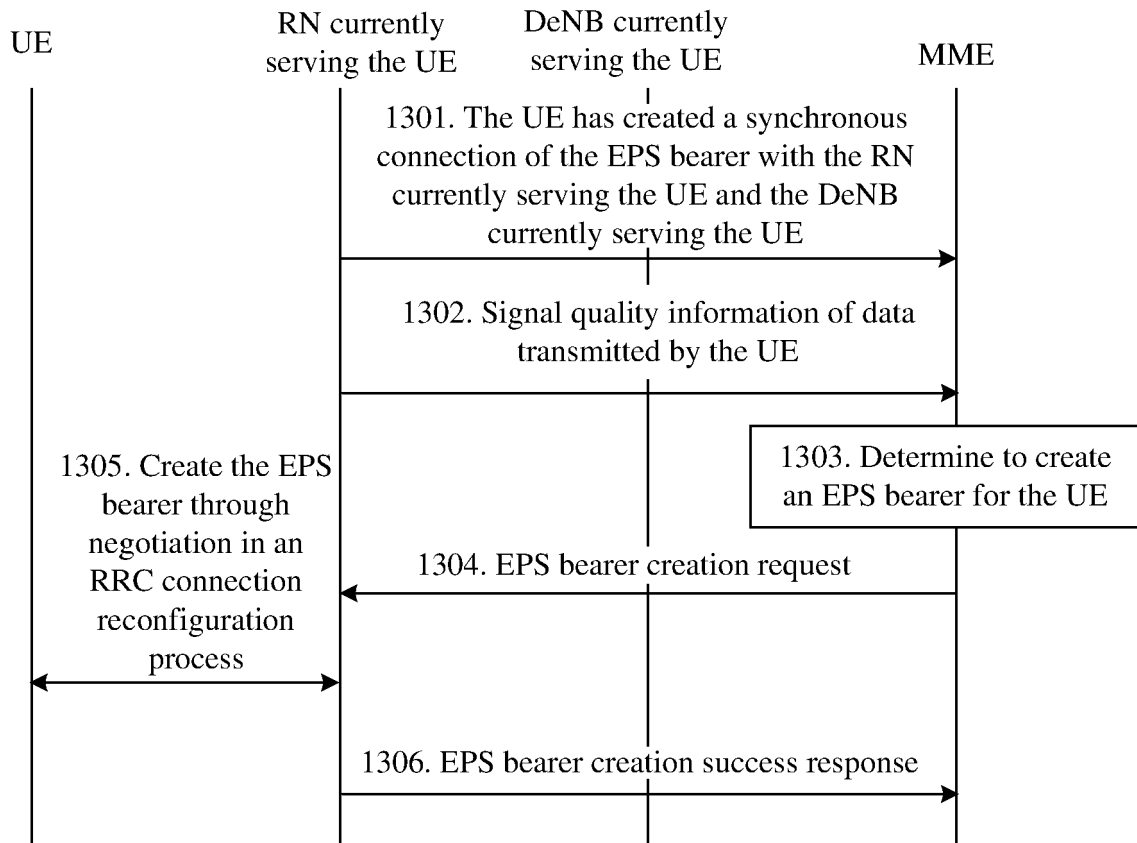 UE
RN currently
serving the UE
DeNB currently
serving the UE
MME
1301. The UE has created a synchronous
connection of the EPS bearer with the RN
currently serving the UE and the DeNB
currently serving the UE
1302. Signal quality information of data
transmitted by the UE
1303. Determine to create
an EPS bearer for the UE
1304. EPS bearer creation request
1305. Create the EPS
bearer through
negotiation in an
RRC connection
reconfiguration
process
1306. EPS bearer creation success response